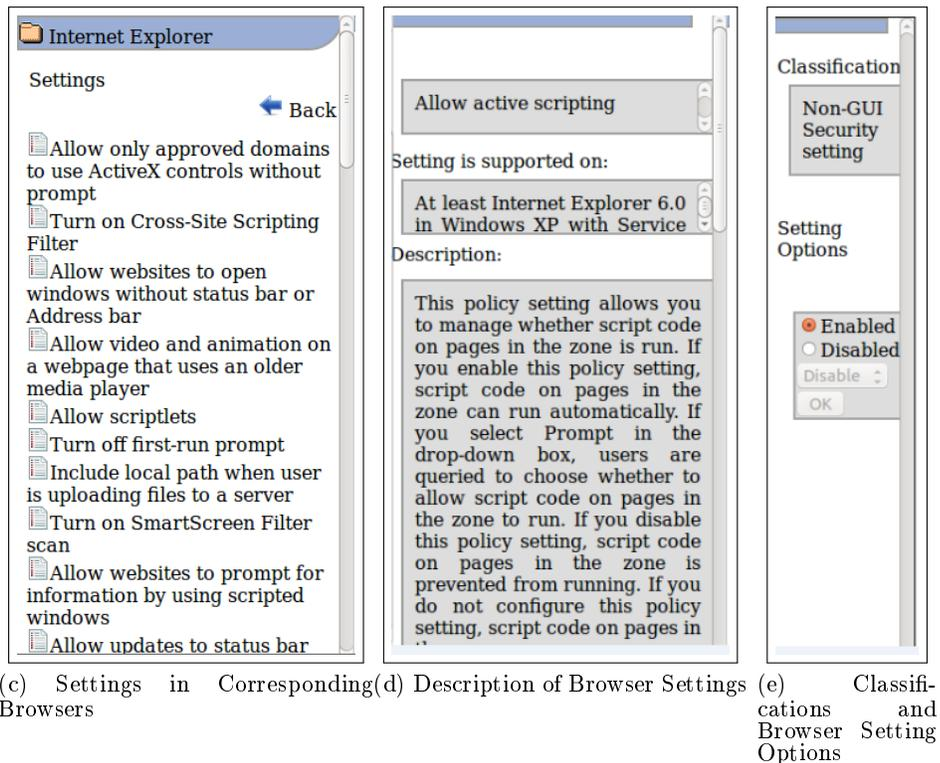 Internet Explorer
Settings
Back
Allow only approved domains
to use ActiveX controls without
prompt
Turn on Cross-Site Scripting
Filter
Allow websites to open
windows without status bar or
Address bar
Allow video and animation on
a webpage that uses an older
media player
Allow scriptlets
Turn off first-run prompt
Include local path when user
is uploading files to a server
Turn on SmartScreen Filter
scan
Allow websites to prompt for
information by using scripted
windows
Allow updates to status bar
(c) Settings in Corresponding
Browsers
Allow active scripting
Setting is supported on:
At least Internet Explorer 6.0
in Windows XP with Service
Description:
This policy setting allows you
to manage whether script code
on pages in the zone is run. If
you enable this policy setting,
script code on pages in the
zone can run automatically. If
you select Prompt in the
drop-down box, users are
queried to choose whether to
allow script code on pages in
the zone to run. If you disable
this policy setting, script code
on pages in the zone is
prevented from running. If you
do not configure this policy
setting, script code on pages in
(d) Description of Browser Settings
Classification
Non-GUI
Security
setting
Setting
Options
Enabled
Disabled
Disable
OK
(e) Classifi-
cations and
Browser Setting
Options